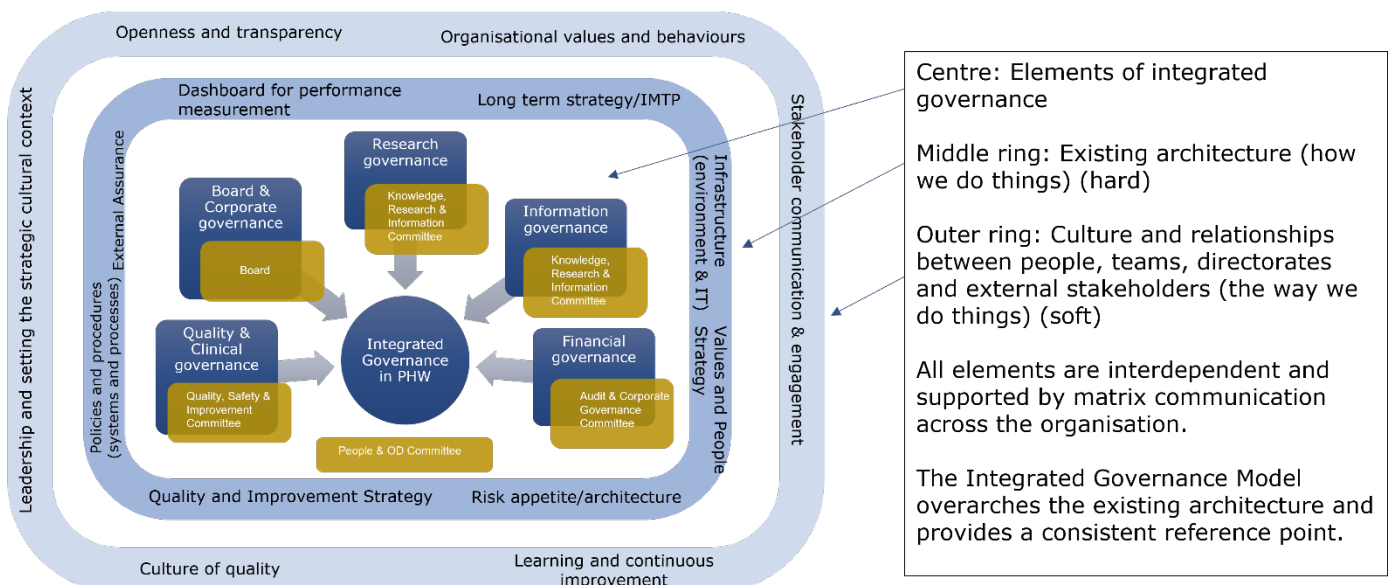 Openness and transparency
Organisational values and behaviours
Leadership and setting the strategic cultural context
Stakeholder communication & engagement
Culture of quality
Learning and continuous
improvement
Dashboard for performance
measurement
Long term strategy/IMTP
External Assurance
Policies and procedures
(systems and processes)
Infrastructure
(environment & IT)
Values and People
Strategy
Quality and Improvement Strategy
Risk appetite/architecture
Research
governance
Knowledge,
Research &
Information
Committee
Board &
Corporate
governance
Board
Information
governance
Knowledge,
Research &
Information
Committee
Quality &
Clinical
governance
Quality, Safety &
Improvement
Committee
Integrated
Governance
in PHW
Financial
governance
Audit & Corporate
Governance
Committee
People & OD Committee
Centre: Elements of integrated
governance
Middle ring: Existing architecture (how
we do things) (hard)
Outer ring: Culture and relationships
between people, teams, directorates
and external stakeholders (the way we
do things) (soft)
All elements are interdependent and
supported by matrix communication
across the organisation.
The Integrated Governance Model
overarches the existing architecture and
provides a consistent reference point.